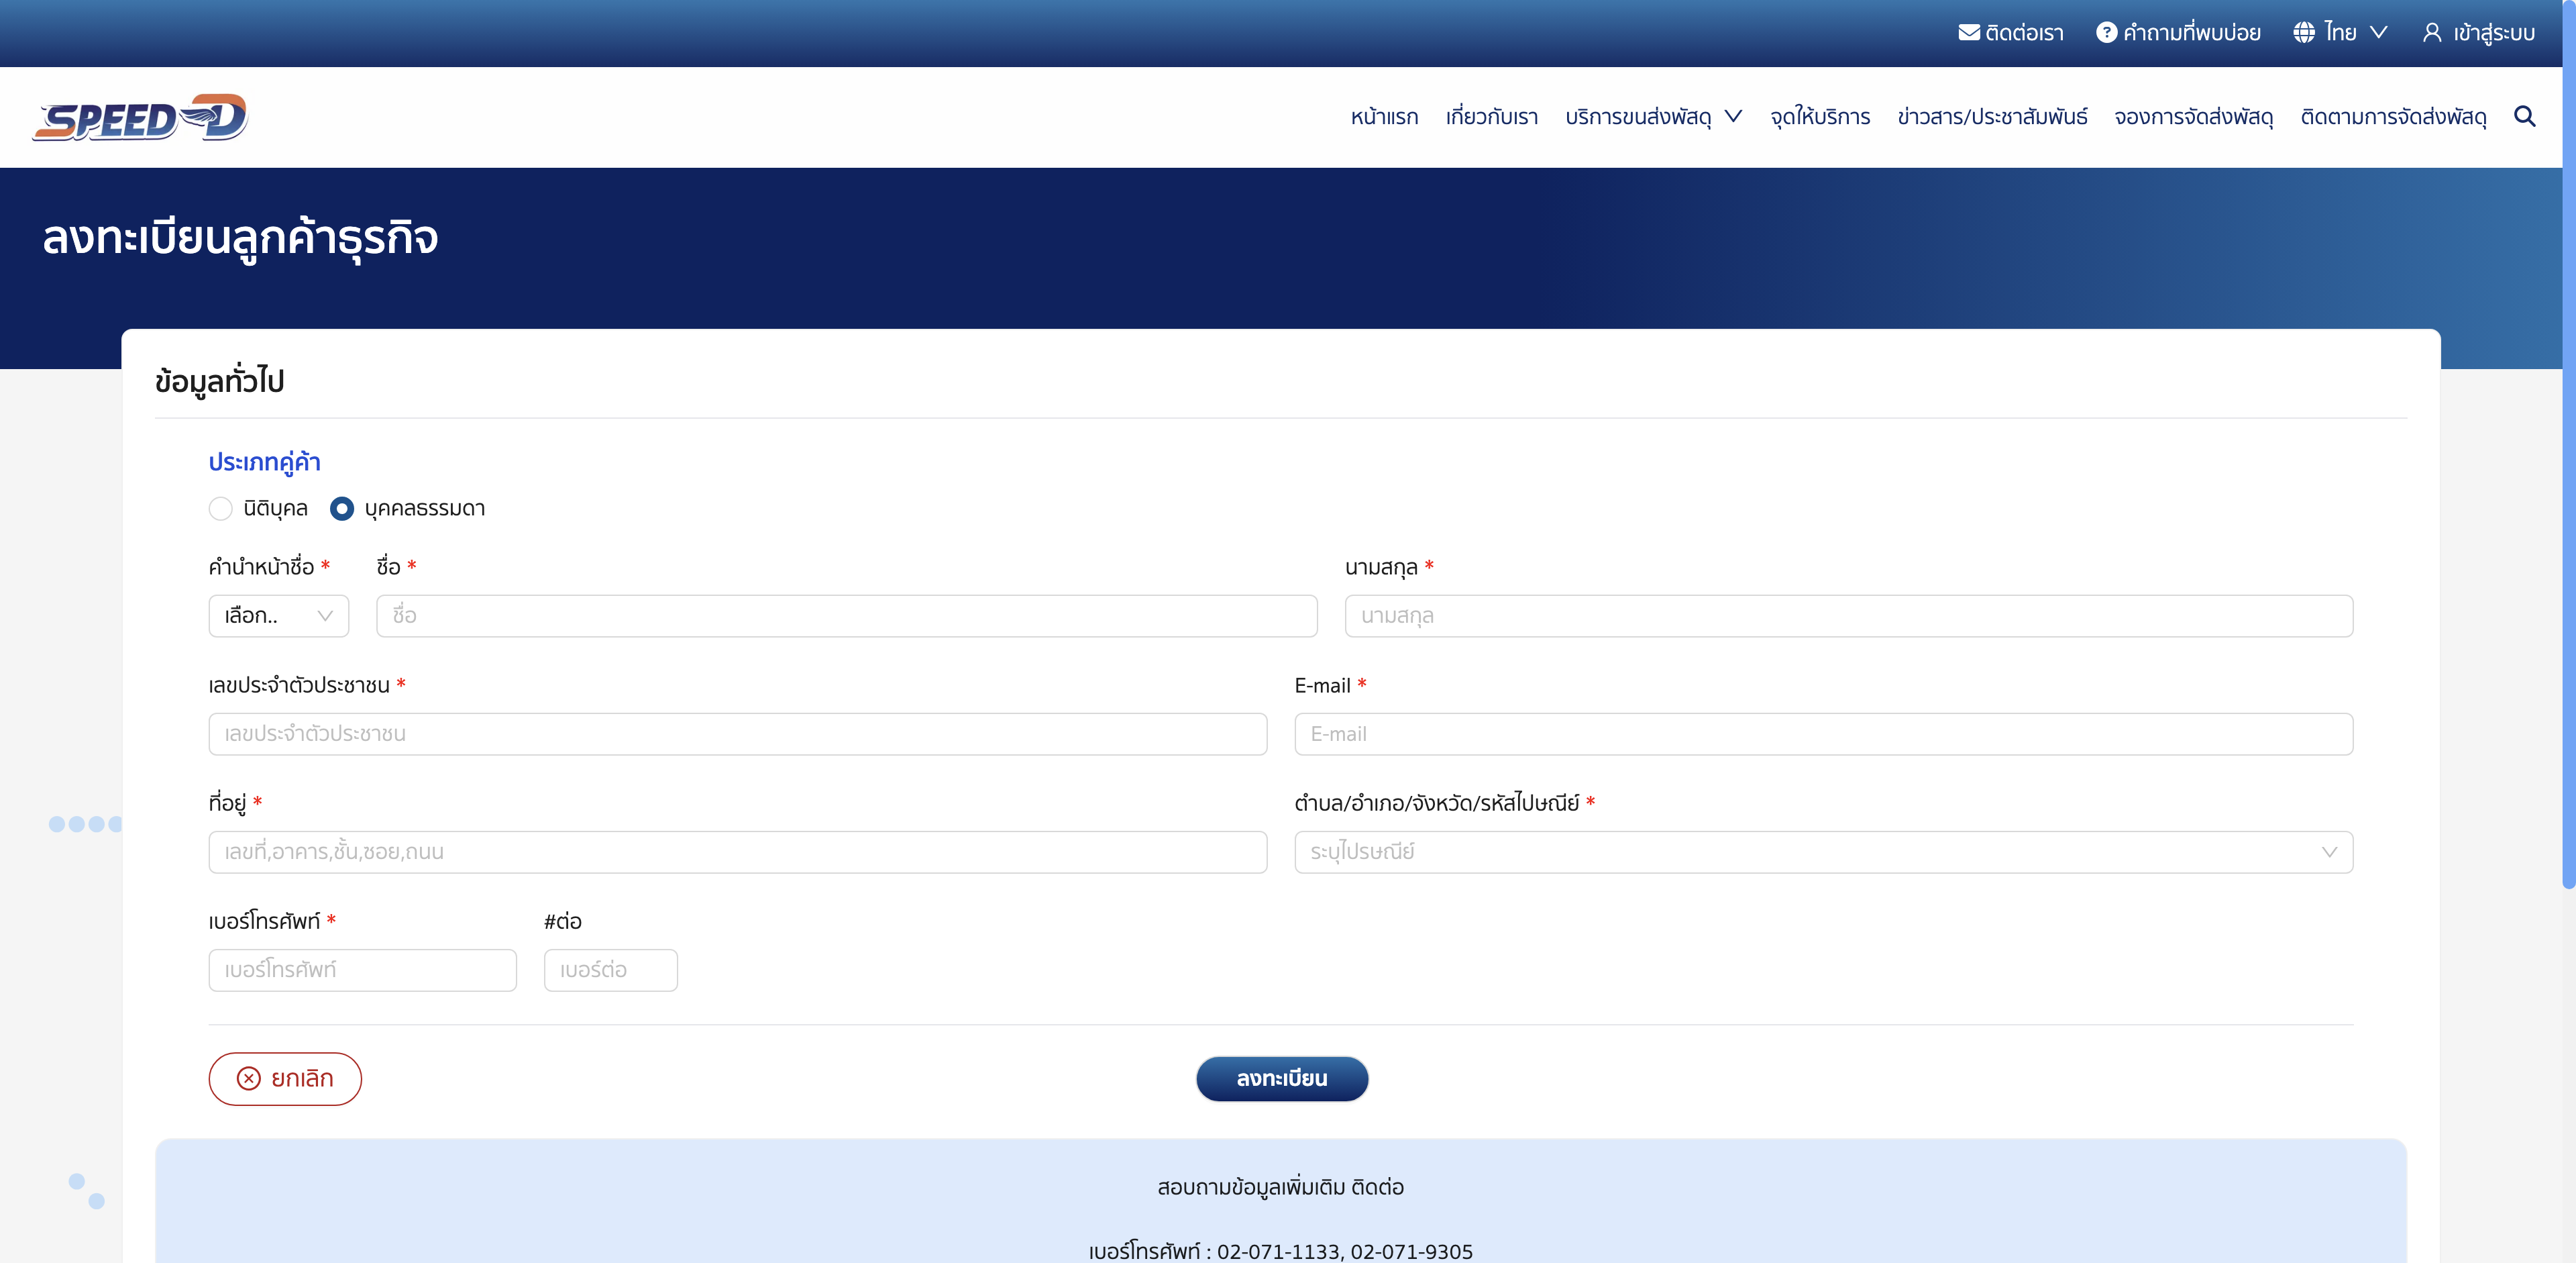 ติดต่อเรา ? คำถามที่พบบ่อย ไทย เข้าสู่ระบบ
SPEED-D
หน้าแรก เกี่ยวกับเรา บริการขนส่งพัสดุ จุดให้บริการ ข่าวสาร/ประชาสัมพันธ์ จองการจัดส่งพัสดุ ติดตามการจัดส่งพัสดุ
ลงทะเบียนลูกค้าธุรกิจ
ข้อมูลทั่วไป
ประเภทคู่ค้า
นิติบุคล บุคคลธรรมดา
คำนำหน้าชื่อ * ชื่อ * นามสกุล *
เลือก.. ชื่อ นามสกุล
เลขประจำตัวประชาชน * E-mail *
เลขประจำตัวประชาชน E-mail
ที่อยู่ * ตำบล/อำเภอ/จังหวัด/รหัสไปษณีย์ *
เลขที่,อาคาร,ชั้น,ซอย,ถนน ระบุไปรษณีย์
เบอร์โทรศัพท์ * #ต่อ
เบอร์โทรศัพท์ เบอร์ต่อ
ยกเลิก ลงทะเบียน
สอบถามข้อมูลเพิ่มเติม ติดต่อ
เบอร์โทรศัพท์ : 02-071-1133, 02-071-9305